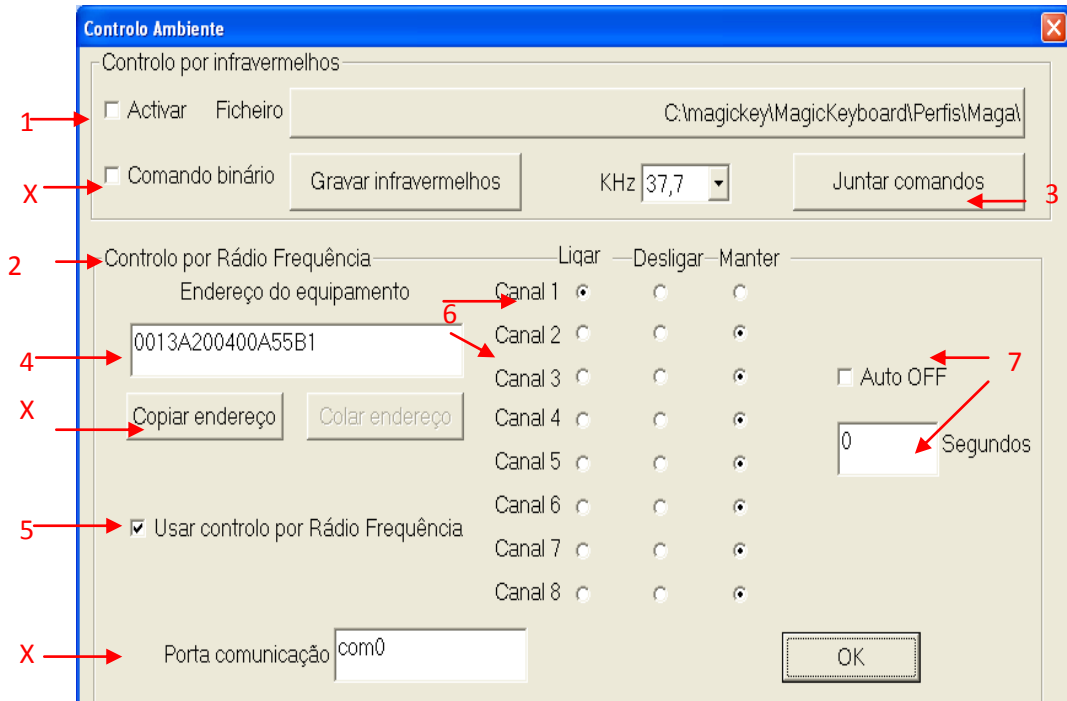 Controlo Ambiente
Controlo por infravermelhos
1 Activar Ficheiro C:\magickey\MagicKeyboard\Perfis\Maga\
X Comando binário Gravar infravermelhos KHz 37,7 Juntar comandos 3
2 Controlo por Rádio Frequência Ligar Desligar Manter
Endereço do equipamento Canal 1
6
0013A200400A55B1 Canal 2
4 7
Canal 3 Auto OFF
X Copiar endereço Colar endereço Canal 4
0 Segundos
Canal 5
Canal 6
5 Usar controlo por Rádio Frequência
Canal 7
Canal 8
X Porta comunicação com0 OK